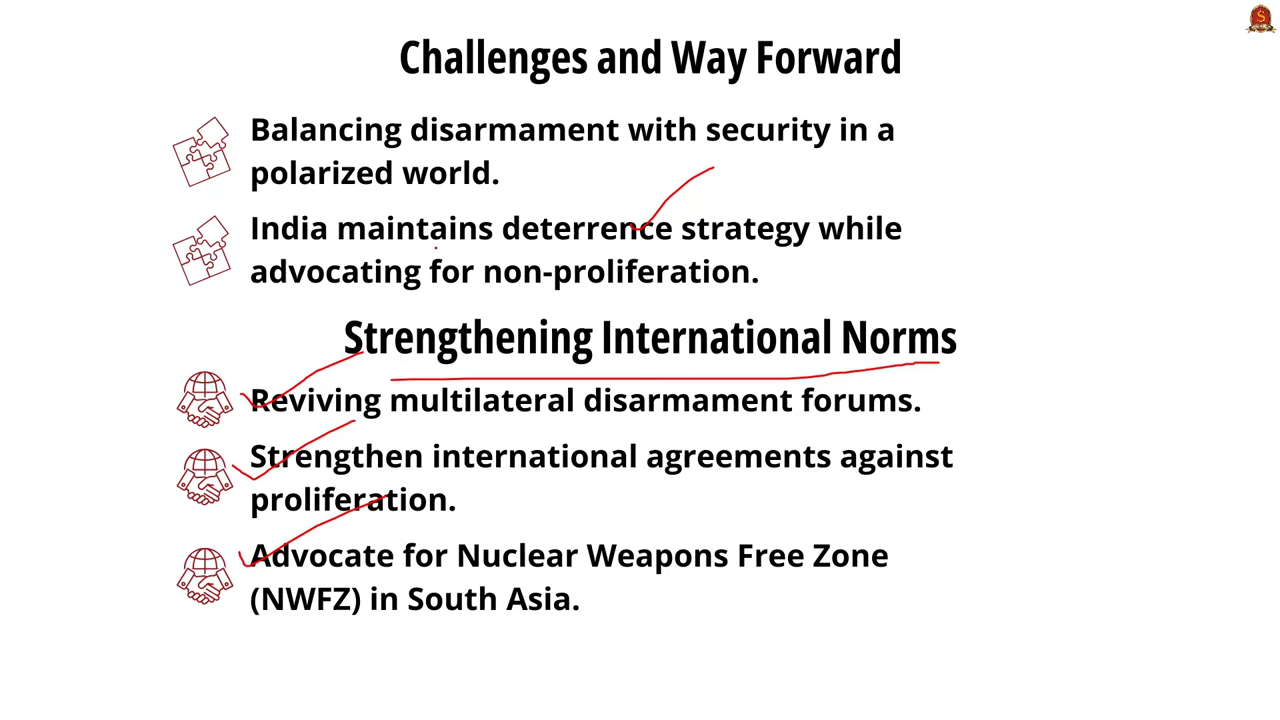 Challenges and Way Forward
Balancing disarmament with security in a
polarized world.
India maintains deterrence strategy while
advocating for non-proliferation.
Strengthening International Norms
Reviving multilateral disarmament forums.
Strengthen international agreements against
proliferation.
Advocate for Nuclear Weapons Free Zone
(NWFZ) in South Asia.